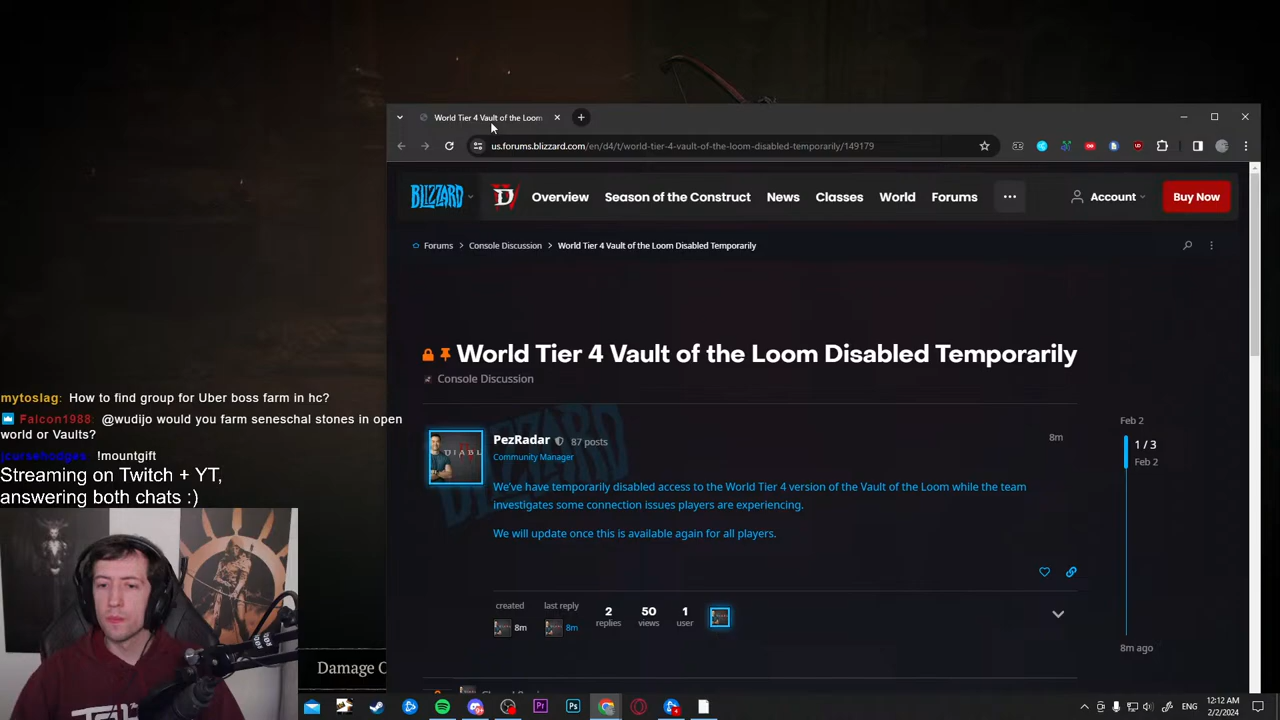 World Tier 4 Vault of the Loom
us.forums.blizzard.com/en/d4/t/world-tier-4-vault-of-the-loom-disabled-temporarily/149179
BLIZZARD Overview Season of the Construct News Classes World Forums ... Account Buy Now
Forums > Console Discussion > World Tier 4 Vault of the Loom Disabled Temporarily
World Tier 4 Vault of the Loom Disabled Temporarily
Console Discussion
mytoslag: How to find group for Uber boss farm in hc?
Falcon1988: @wudijo would you farm seneschal stones in open
world or Vaults?
jcursehodges: !mountgift
Streaming on Twitch + YT,
answering both chats :)
PezRadar 87 posts 8m
Community Manager
We've have temporarily disabled access to the World Tier 4 version of the Vault of the Loom while the team
investigates some connection issues players are experiencing.
We will update once this is available again for all players.
Feb 2
1 / 3
Feb 2
created last reply 2 50 1
8m 8m replies views user
8m ago
Damage O
ENG 12:12 AM
2/2/2024